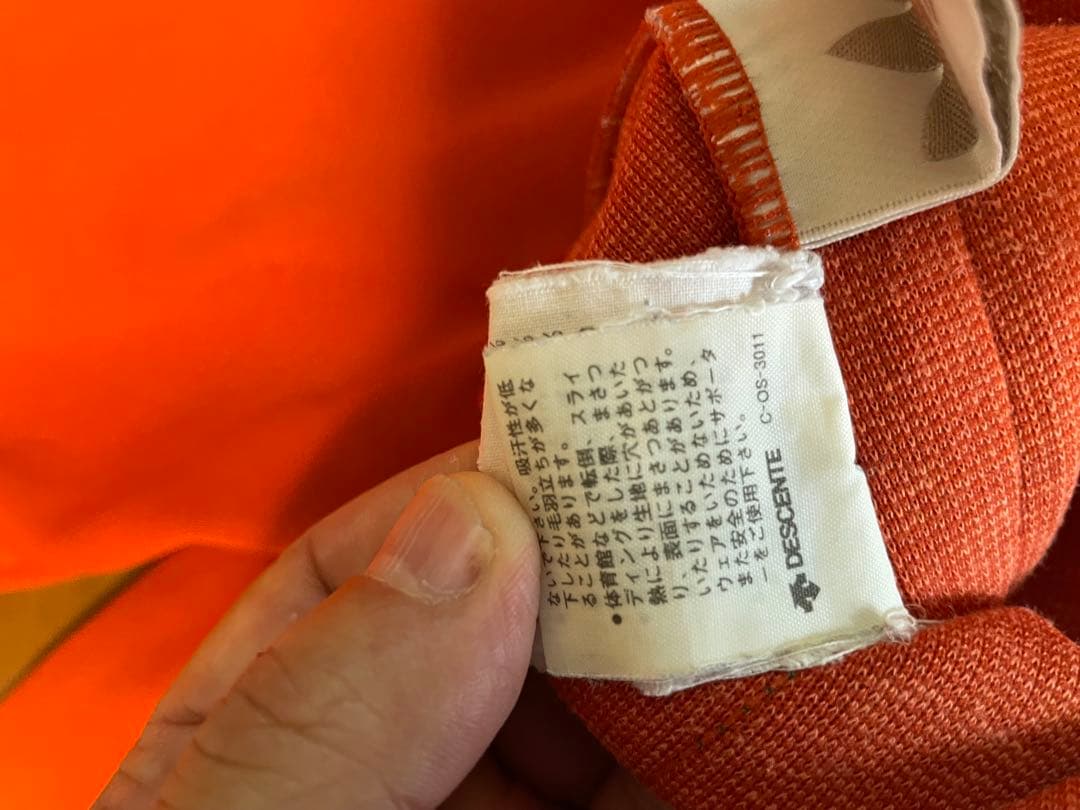 ないで下さい。吸汗性が低
下したり毛羽立ちが多くな
ることがあります。
●体育館などで転倒、スライ
ディングをした際、まさつ
熱により生地に穴があいた
り、表面にまさつあとがつ
いたりすることがあります。
ウェアをいためないため、
また安全のためにサポータ
ーをご使用下さい。
DESCENTE C-OS-3011